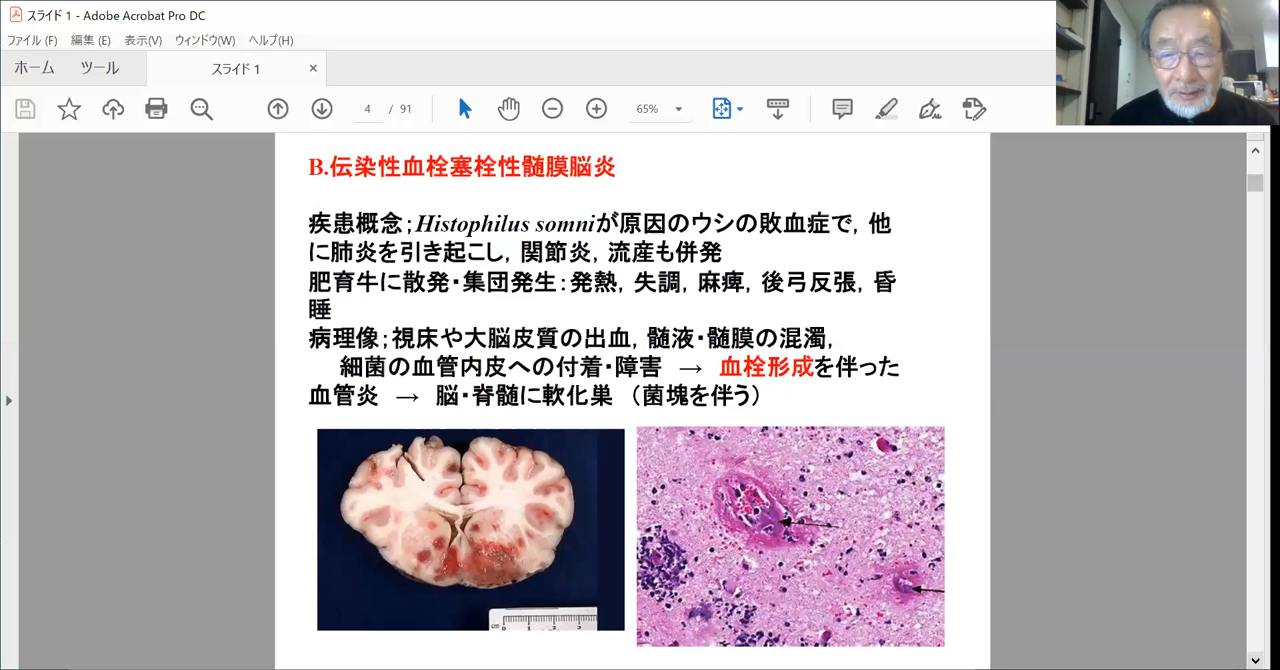 スライド 1 - Adobe Acrobat Pro DC
ファイル (F) 編集 (E) 表示(V) ウィンドウ(W) ヘルプ(H)
ホーム ツール スライド 1 ×
4 / 91 65%
B.伝染性血栓塞栓性髄膜脳炎
疾患概念；Histophilus somniが原因のウシの敗血症で，他
に肺炎を引き起こし，関節炎，流産も併発
肥育牛に散発・集団発生：発熱，失調，麻痺，後弓反張，昏
睡
病理像；視床や大脳皮質の出血，髄液・髄膜の混濁，
細菌の血管内皮への付着・障害 → 血栓形成を伴った
血管炎 → 脳・脊髄に軟化巣 （菌塊を伴う）
cm 0 1 2 3